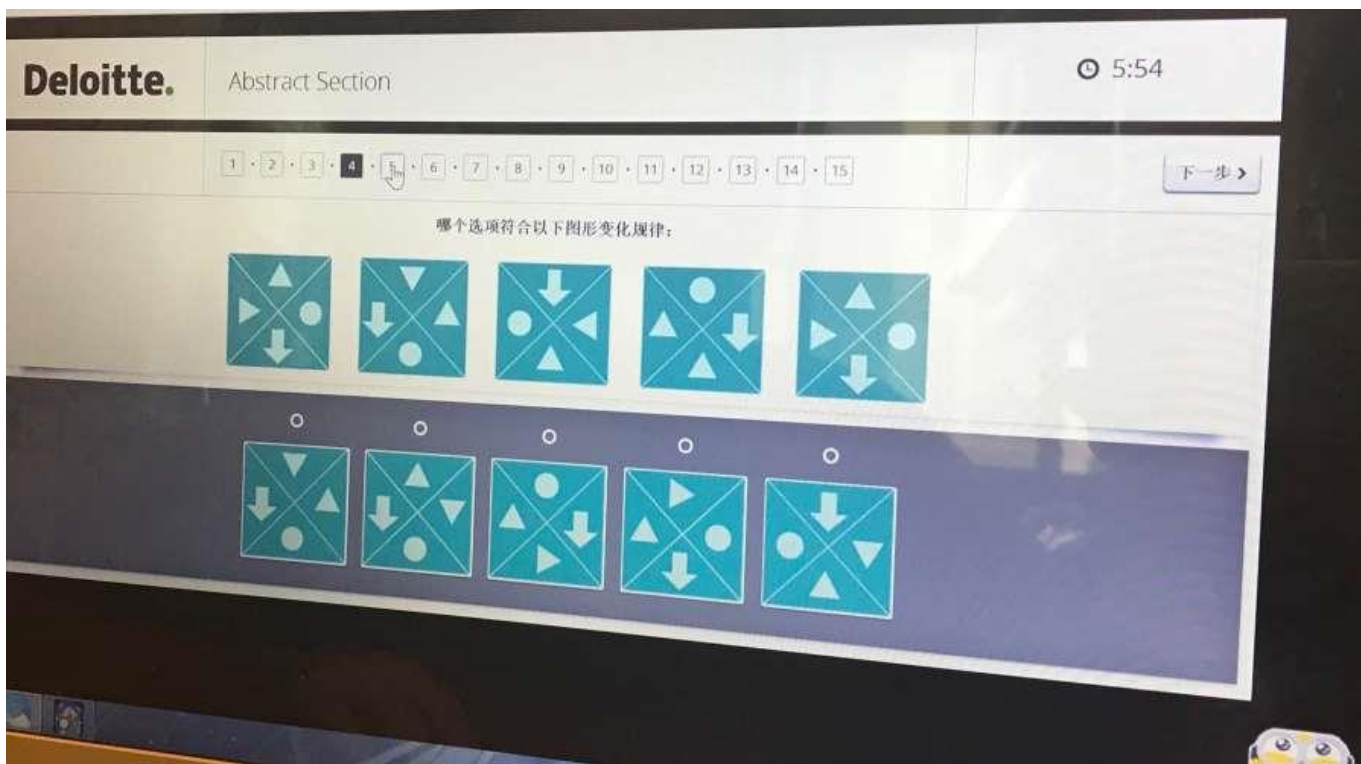 Deloitte.
Abstract Section
5:54
1 · 2 · 3 · 4 · 5 · 6 · 7 · 8 · 9 · 10 · 11 · 12 · 13 · 14 · 15
下一步 >
哪个选项符合以下图形变化规律：